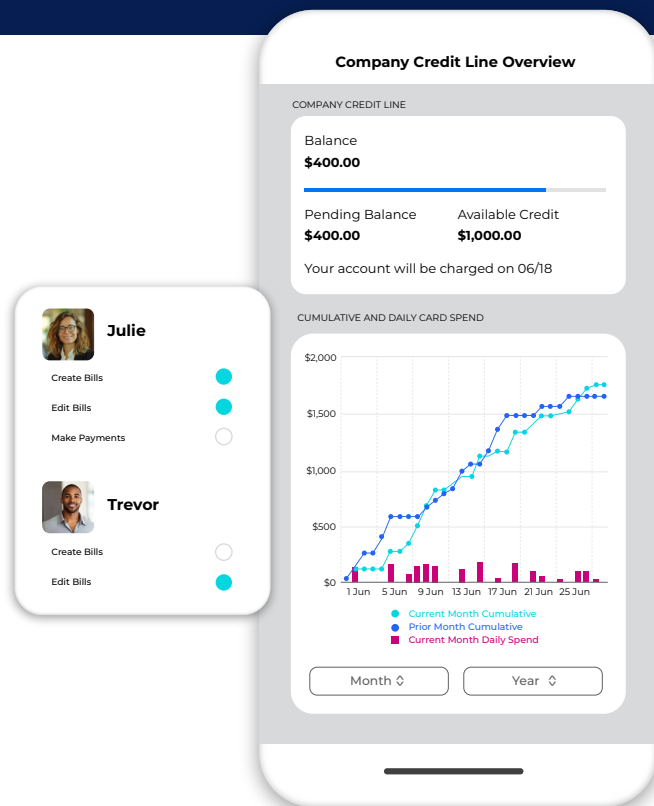 Company Credit Line Overview
COMPANY CREDIT LINE
Balance
$400.00
Pending Balance Available Credit
$400.00 $1,000.00
Your account will be charged on 06/18
Julie
Create Bills
Edit Bills
Make Payments
Trevor
Create Bills
Edit Bills
CUMULATIVE AND DAILY CARD SPEND
$2,000
$1,500
$1,000
$500
$0
1 Jun 5 Jun 9 Jun 13 Jun 17 Jun 21 Jun 25 Jun
Current Month Cumulative
Prior Month Cumulative
Current Month Daily Spend
Month Year